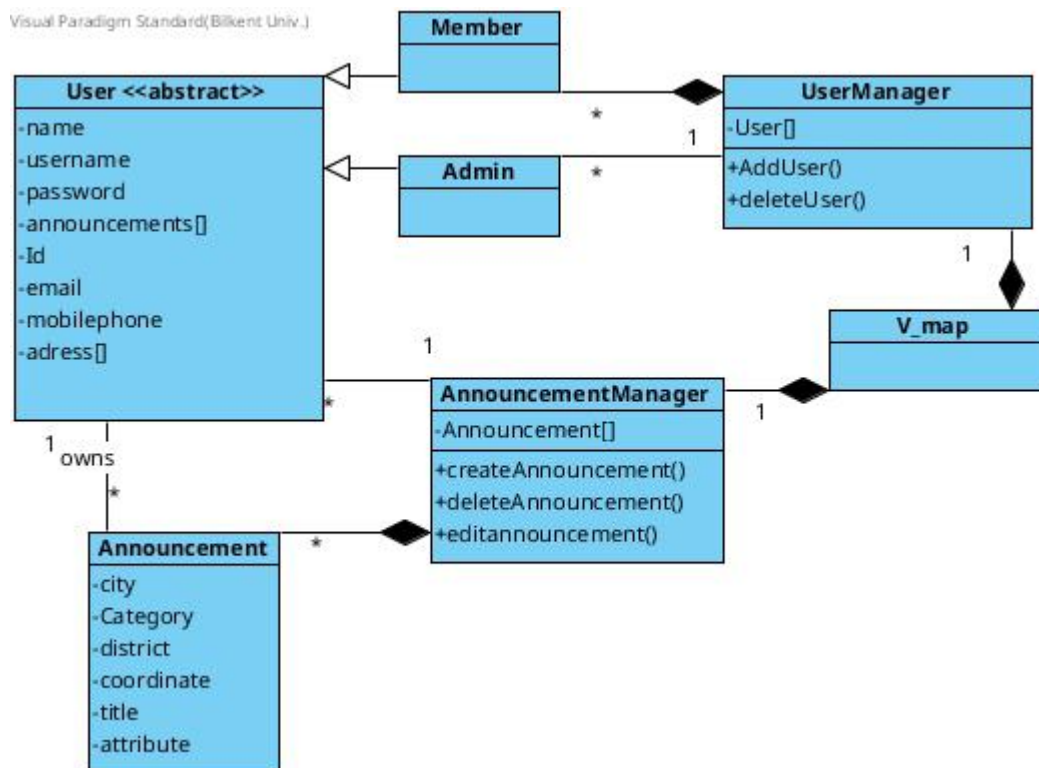 Visual Paradigm Standard(Bilkent Univ.)
Member
User <<abstract>>
-name
-username
-password
-announcements[]
-Id
-email
-mobilephone
-adress[]
UserManager
-User[]
+AddUser()
+deleteUser()
*
1
*
Admin
1
V_map
1
*
AnnouncementManager
-Announcement[]
+createAnnouncement()
+deleteAnnouncement()
+editannouncement()
1
1
owns
*
*
Announcement
-city
-Category
-district
-coordinate
-title
-attribute